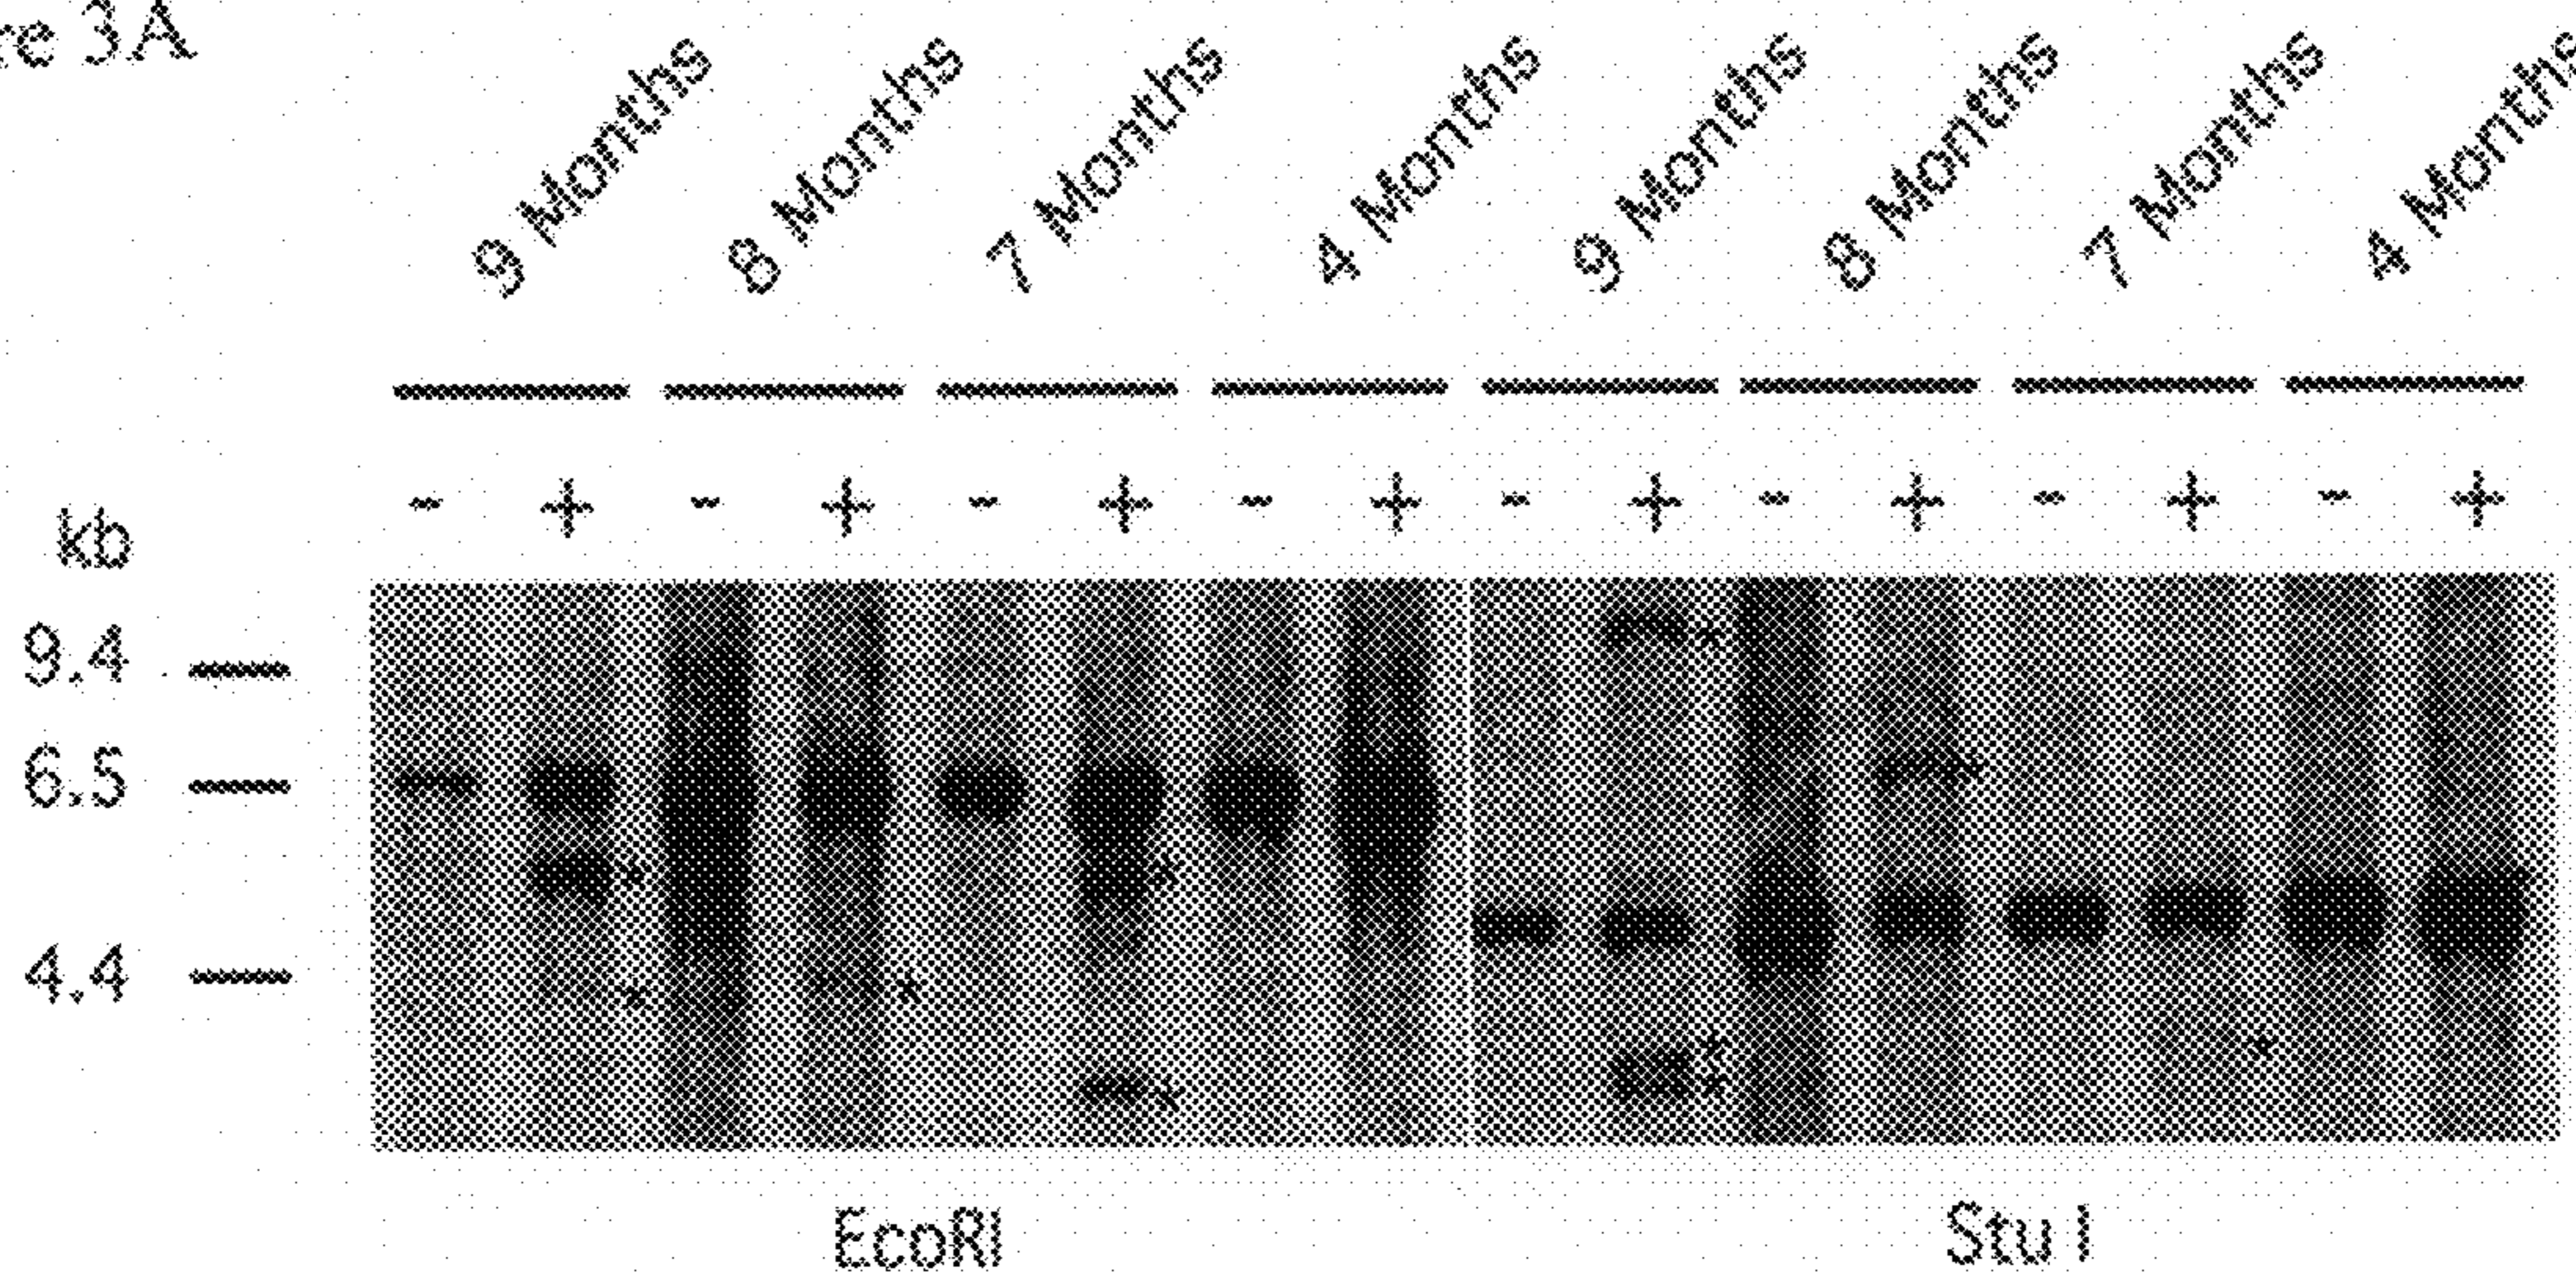 re 3A
9 Months 8 Months 7 Months 4 Months 9 Months 8 Months 7 Months 4 Months
- + - + - + - + - + - + - + - +
kb
9.4
6.5
4.4
* * * * * * * * * * *
EcoRI Stu I